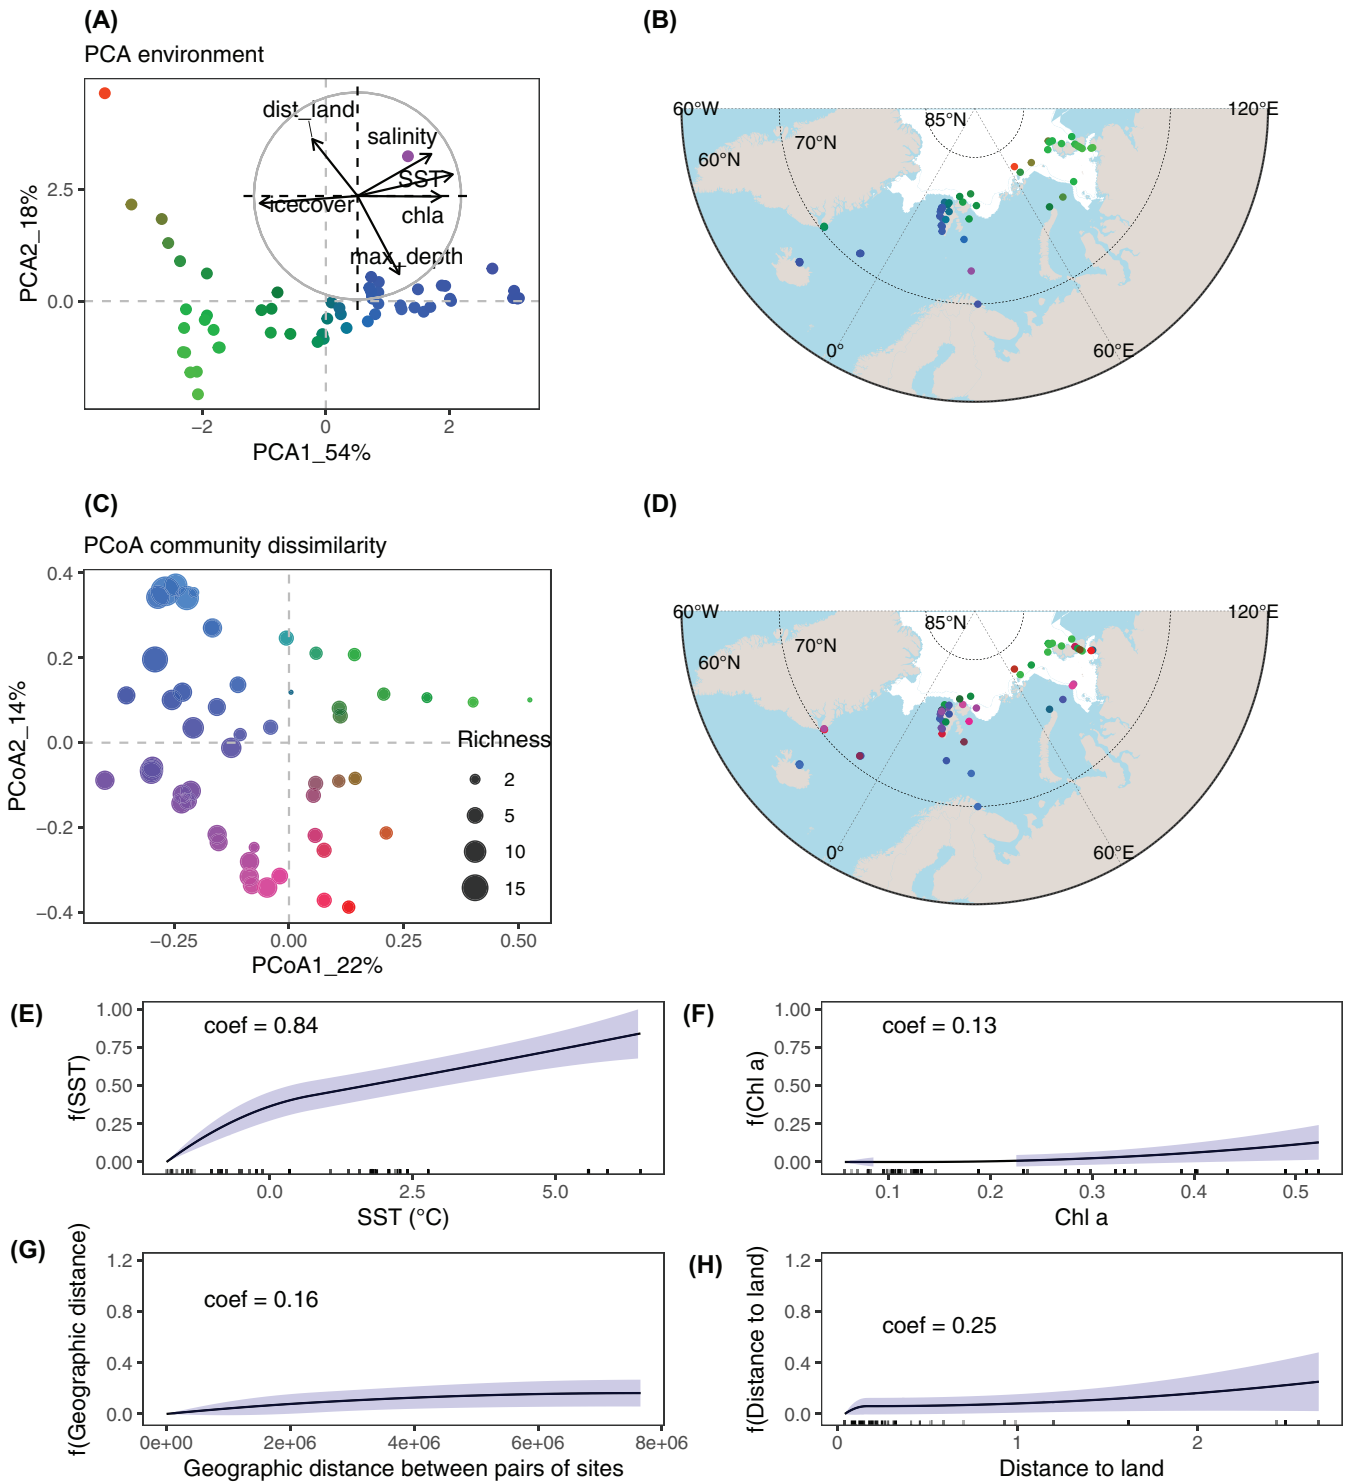 (A)
PCA environment
dist_land
salinity
SST
icecover
chla
max_depth
2.5
0.0
PCA2_18%
−2
0
2
PCA1_54%
(B)
60°W
120°E
85°N
70°N
60°N
0°
60°E
(C)
PCoA community dissimilarity
0.4
0.2
0.0
−0.2
−0.4
PCoA2_14%
Richness
2
5
10
15
−0.25
0.00
0.25
0.50
PCoA1_22%
(D)
60°W
120°E
85°N
70°N
60°N
0°
60°E
(E)
coef = 0.84
1.00
0.75
0.50
0.25
0.00
f(SST)
0.0
2.5
5.0
SST (°C)
(F)
coef = 0.13
1.00
0.75
0.50
0.25
0.00
f(Chl a)
0.1
0.2
0.3
0.4
0.5
Chl a
(G)
coef = 0.16
1.2
0.8
0.4
0.0
f(Geographic distance)
0e+00
2e+06
4e+06
6e+06
8e+06
Geographic distance between pairs of sites
(H)
coef = 0.25
1.2
0.8
0.4
0.0
f(Distance to land)
0
1
2
Distance to land